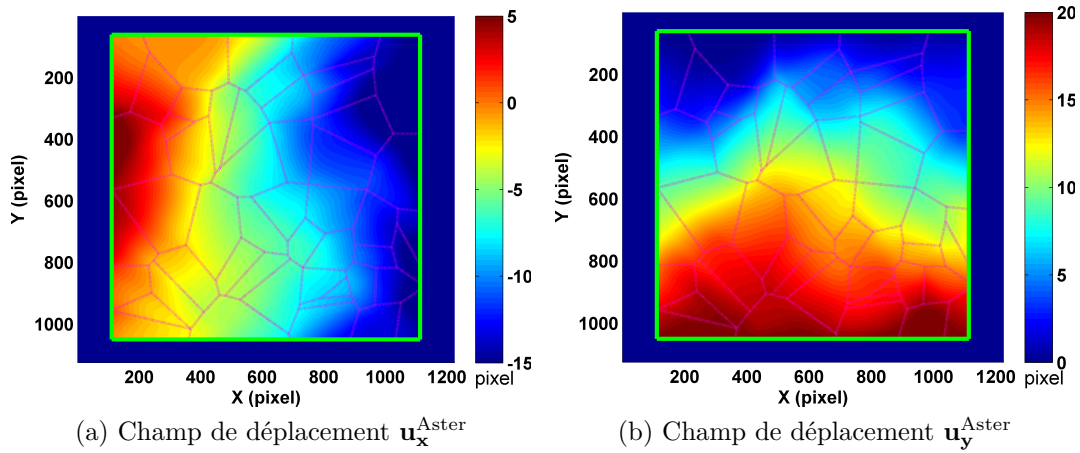 200
400
600
800
1000
Y (pixel)
200 400 600 800 1000 1200
X (pixel)
5
0
-5
-10
-15
pixel
(a) Champ de déplacement u_x^Aster
200
400
600
800
1000
Y (pixel)
200 400 600 800 1000 1200
X (pixel)
20
15
10
5
0
pixel
(b) Champ de déplacement u_y^Aster